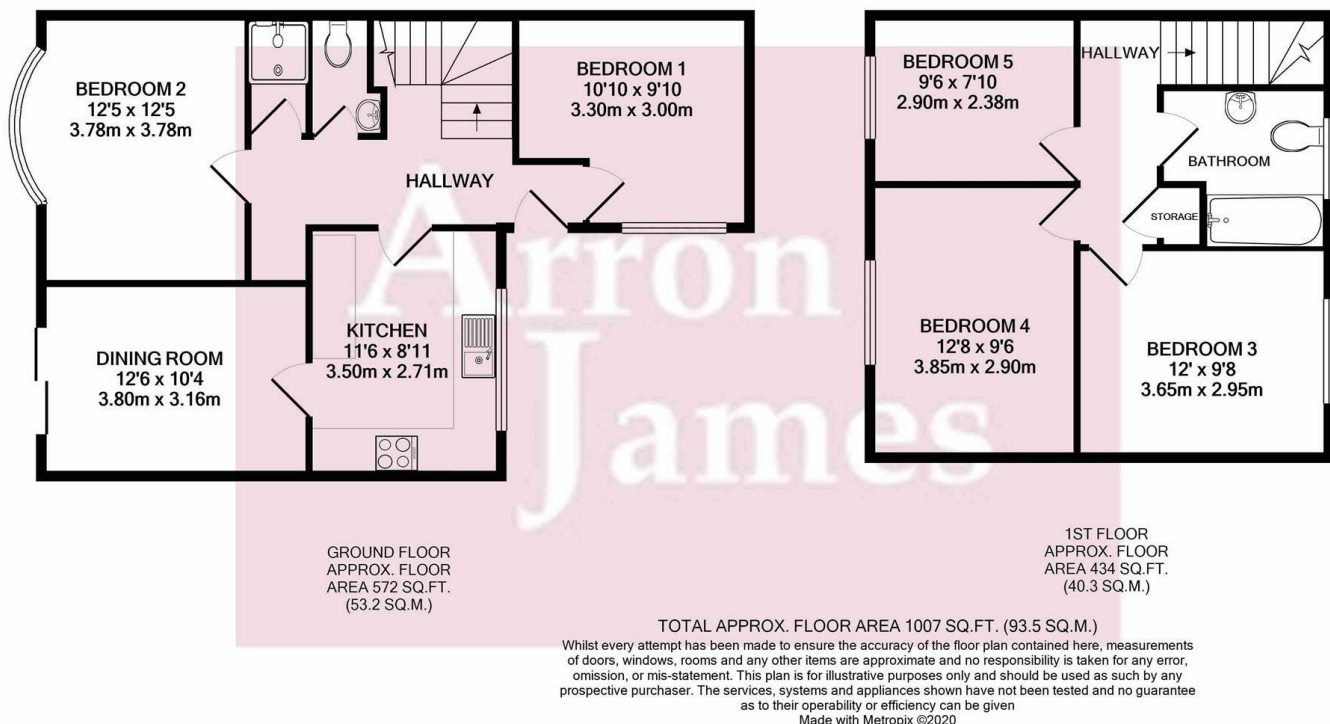 BEDROOM 2
12'5 x 12'5
3.78m x 3.78m
BEDROOM 1
10'10 x 9'10
3.30m x 3.00m
HALLWAY
KITCHEN
11'6 x 8'11
3.50m x 2.71m
DINING ROOM
12'6 x 10'4
3.80m x 3.16m
BEDROOM 5
9'6 x 7'10
2.90m x 2.38m
HALLWAY
BATHROOM
STORAGE
BEDROOM 4
12'8 x 9'6
3.85m x 2.90m
BEDROOM 3
12' x 9'8
3.65m x 2.95m
Arron
James
GROUND FLOOR
APPROX. FLOOR
AREA 572 SQ.FT.
(53.2 SQ.M.)
1ST FLOOR
APPROX. FLOOR
AREA 434 SQ.FT.
(40.3 SQ.M.)
TOTAL APPROX. FLOOR AREA 1007 SQ.FT. (93.5 SQ.M.)
Whilst every attempt has been made to ensure the accuracy of the floor plan contained here, measurements
of doors, windows, rooms and any other items are approximate and no responsibility is taken for any error,
omission, or mis-statement. This plan is for illustrative purposes only and should be used as such by any
prospective purchaser. The services, systems and appliances shown have not been tested and no guarantee
as to their operability or efficiency can be given
Made with Metropix ©2020